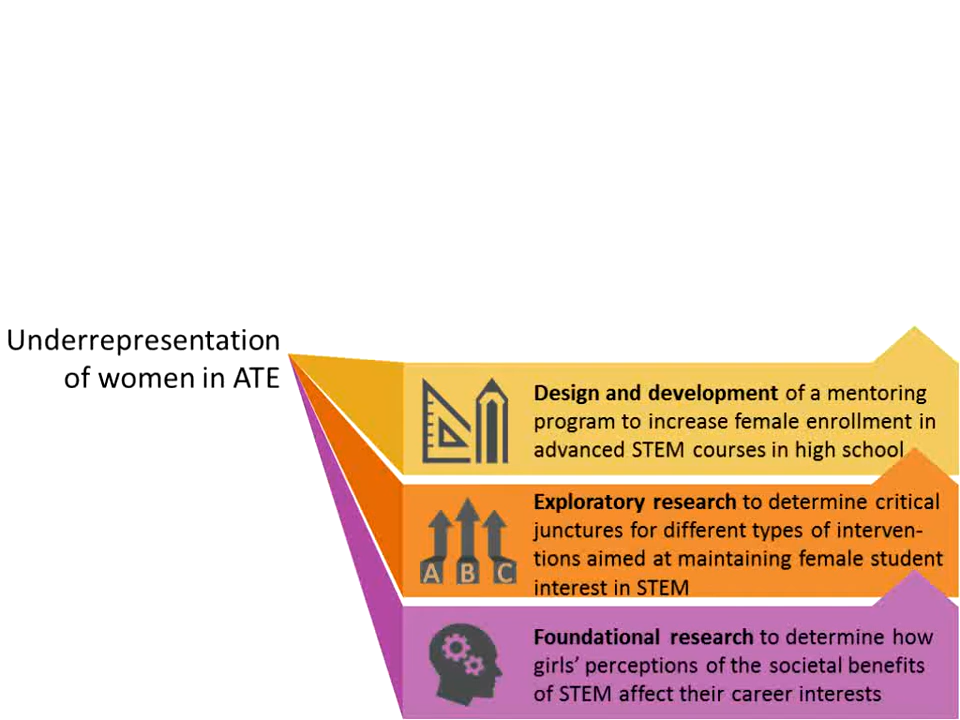 Underrepresentation
of women in ATE
Design and development of a mentoring
program to increase female enrollment in
advanced STEM courses in high school
Exploratory research to determine critical
junctures for different types of interven-
tions aimed at maintaining female student
interest in STEM
A B C
Foundational research to determine how
girls’ perceptions of the societal benefits
of STEM affect their career interests